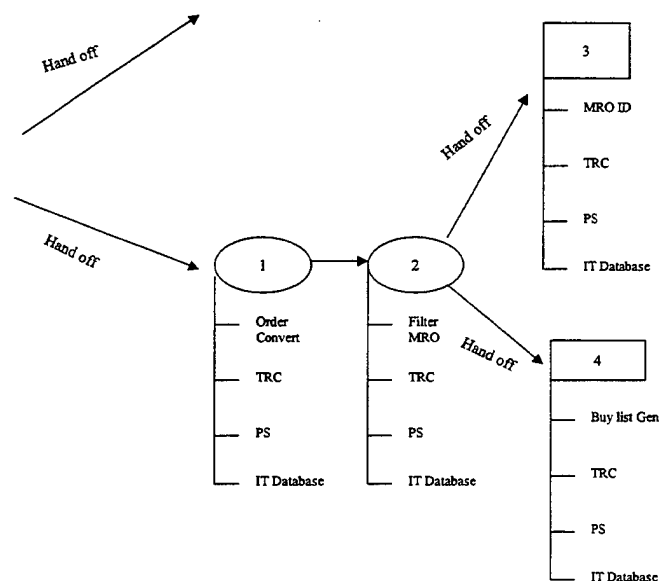 Hand off
Hand off
1
Order
Convert
TRC
PS
IT Database
2
Filter
MRO
TRC
PS
IT Database
Hand off
3
MRO ID
TRC
PS
IT Database
Hand off
4
Buy list Gen
TRC
PS
IT Database